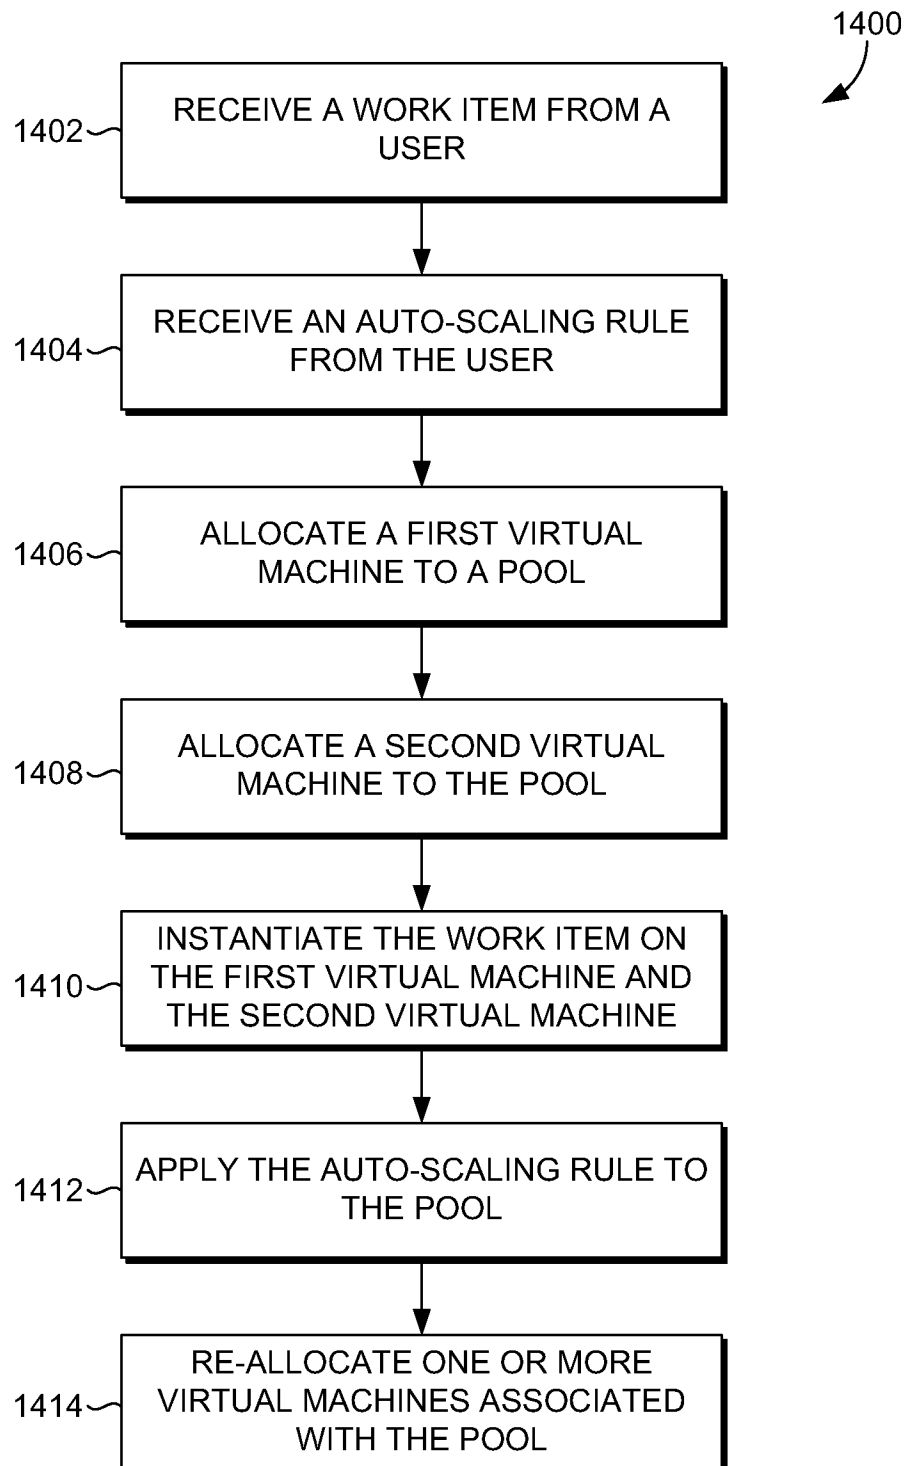 1400
1402
RECEIVE A WORK ITEM FROM A
USER
1404
RECEIVE AN AUTO-SCALING RULE
FROM THE USER
1406
ALLOCATE A FIRST VIRTUAL
MACHINE TO A POOL
1408
ALLOCATE A SECOND VIRTUAL
MACHINE TO THE POOL
1410
INSTANTIATE THE WORK ITEM ON
THE FIRST VIRTUAL MACHINE AND
THE SECOND VIRTUAL MACHINE
1412
APPLY THE AUTO-SCALING RULE TO
THE POOL
1414
RE-ALLOCATE ONE OR MORE
VIRTUAL MACHINES ASSOCIATED
WITH THE POOL